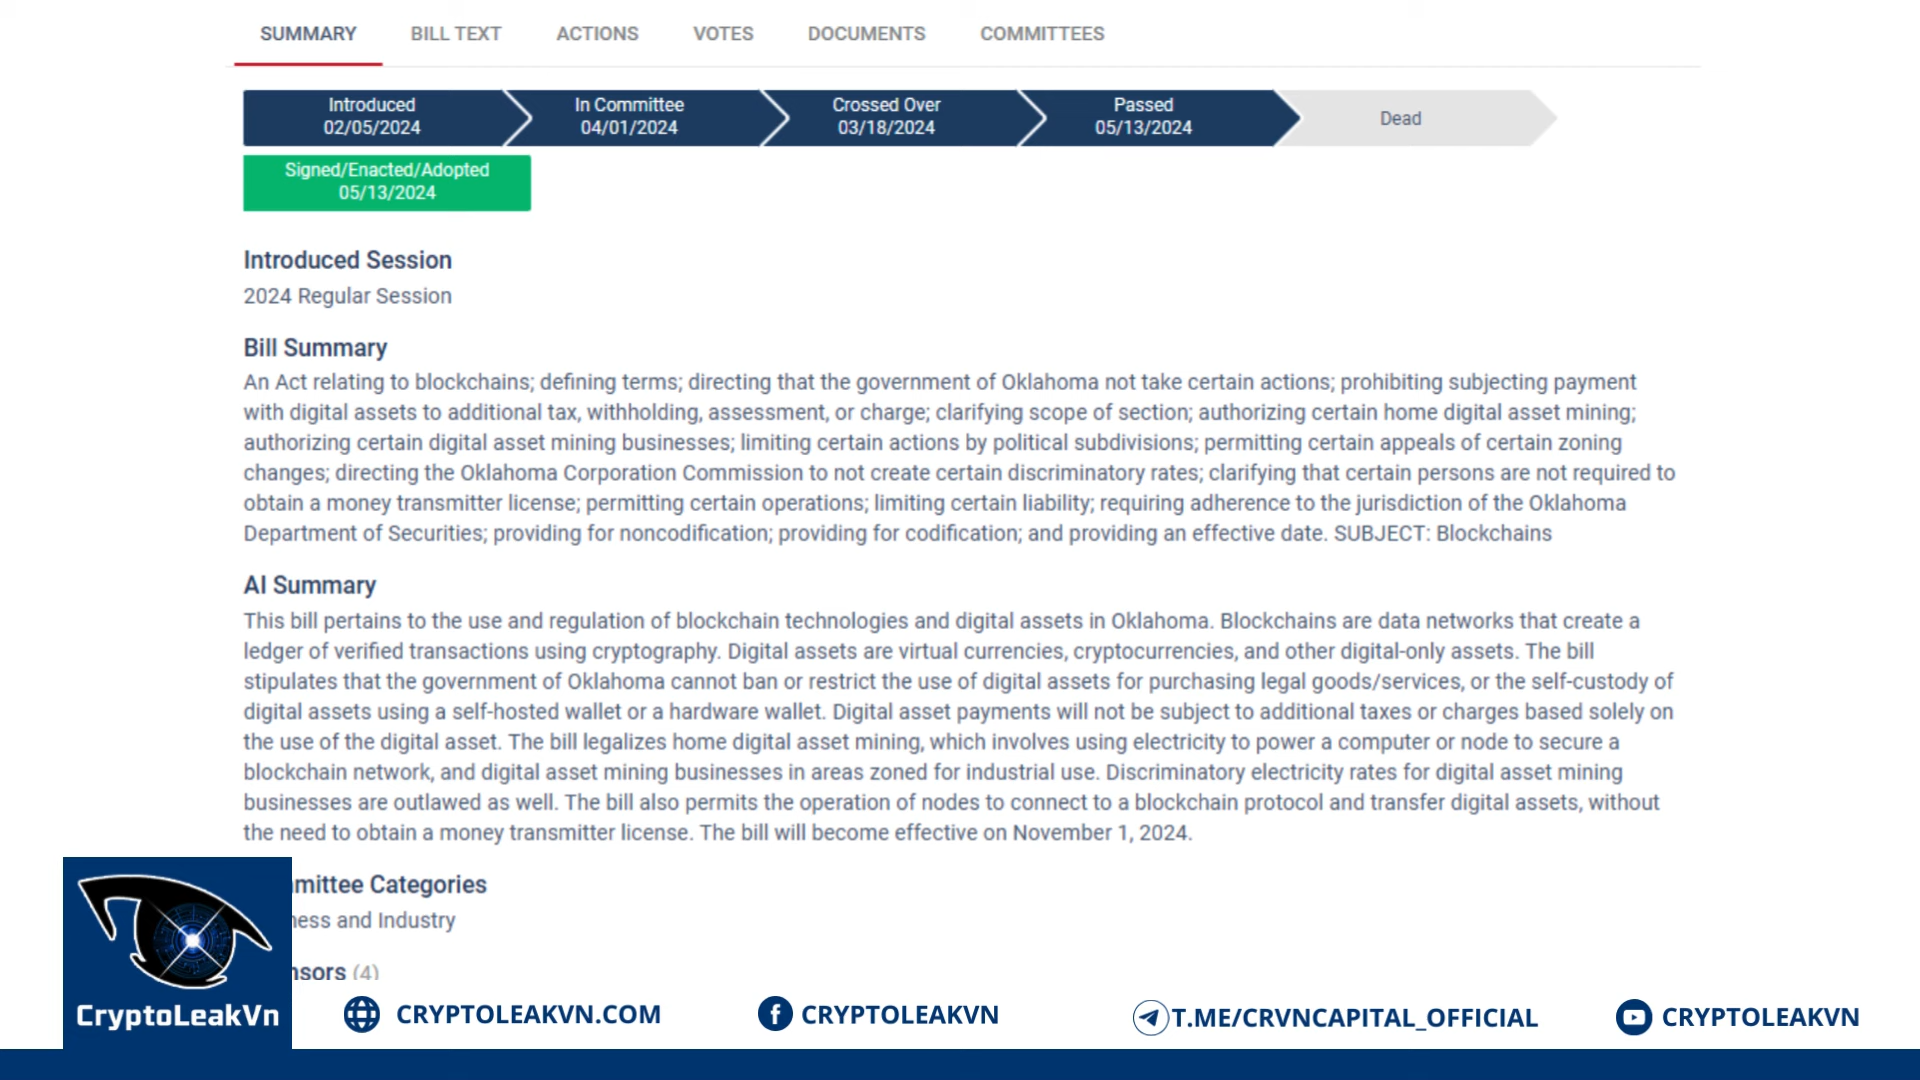 SUMMARY BILL TEXT ACTIONS VOTES DOCUMENTS COMMITTEES
Introduced
02/05/2024
In Committee
04/01/2024
Crossed Over
03/18/2024
Passed
05/13/2024
Dead
Signed/Enacted/Adopted
05/13/2024
Introduced Session
2024 Regular Session
Bill Summary
An Act relating to blockchains; defining terms; directing that the government of Oklahoma not take certain actions; prohibiting subjecting payment
with digital assets to additional tax, withholding, assessment, or charge; clarifying scope of section; authorizing certain home digital asset mining;
authorizing certain digital asset mining businesses; limiting certain actions by political subdivisions; permitting certain appeals of certain zoning
changes; directing the Oklahoma Corporation Commission to not create certain discriminatory rates; clarifying that certain persons are not required to
obtain a money transmitter license; permitting certain operations; limiting certain liability; requiring adherence to the jurisdiction of the Oklahoma
Department of Securities; providing for noncodification; providing for codification; and providing an effective date. SUBJECT: Blockchains
AI Summary
This bill pertains to the use and regulation of blockchain technologies and digital assets in Oklahoma. Blockchains are data networks that create a
ledger of verified transactions using cryptography. Digital assets are virtual currencies, cryptocurrencies, and other digital-only assets. The bill
stipulates that the government of Oklahoma cannot ban or restrict the use of digital assets for purchasing legal goods/services, or the self-custody of
digital assets using a self-hosted wallet or a hardware wallet. Digital asset payments will not be subject to additional taxes or charges based solely on
the use of the digital asset. The bill legalizes home digital asset mining, which involves using electricity to power a computer or node to secure a
blockchain network, and digital asset mining businesses in areas zoned for industrial use. Discriminatory electricity rates for digital asset mining
businesses are outlawed as well. The bill also permits the operation of nodes to connect to a blockchain protocol and transfer digital assets, without
the need to obtain a money transmitter license. The bill will become effective on November 1, 2024.
mmittee Categories
ness and Industry
nsors (4)
CryptoLeakVn
CRYPTOLEAKVN.COM
CRYPTOLEAKVN
T.ME/CRVNCAPITAL_OFFICIAL
CRYPTOLEAKVN